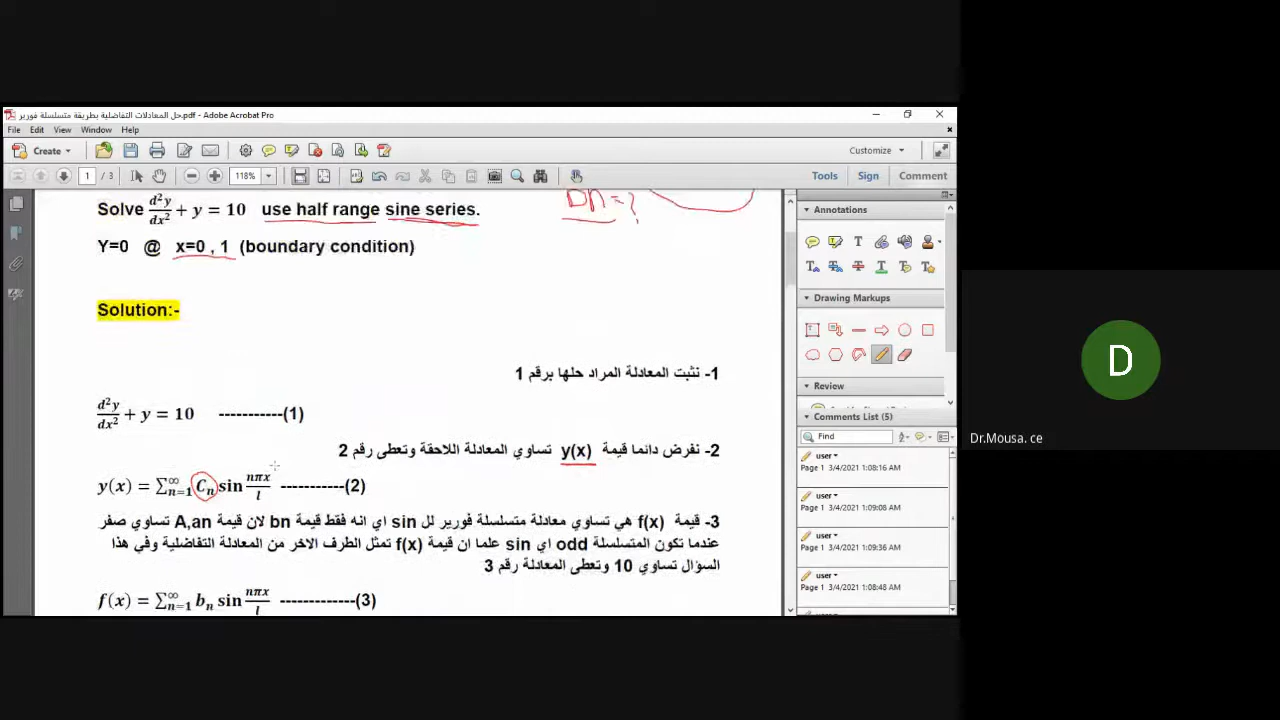 حل المعادلات التفاضلية بطريقة متسلسلة فورير.pdf - Adobe Acrobat Pro
File Edit View Window Help
Create Customize
1 / 3 118% Tools Sign Comment
Dn = ?
Solve d²y/dx² + y = 10 use half range sine series.
Y=0 @ x=0 , 1 (boundary condition)
Solution:-
1- نثبت المعادلة المراد حلها برقم 1
d²y/dx² + y = 10 -----------(1)
2- نفرض دائما قيمة y(x) تساوي المعادلة اللاحقة وتعطى رقم 2
y(x) = ∑_{n=1}^{∞} C_n sin nπx/l -----------(2)
3- قيمة f(x) هي تساوي معادلة متسلسلة فورير لل sin اي انه فقط قيمة bn لان قيمة A,an تساوي صفر
عندما تكون المتسلسلة odd اي sin علما ان قيمة f(x) تمثل الطرف الاخر من المعادلة التفاضلية وفي هذا
السؤال تساوي 10 وتعطى المعادلة رقم 3
f(x) = ∑_{n=1}^{∞} b_n sin nπx/l -------------(3)
Annotations
Drawing Markups
Review
Comments List (5)
Find
user
Page 1 3/4/2021 1:08:16 AM
user
Page 1 3/4/2021 1:09:08 AM
user
Page 1 3/4/2021 1:09:36 AM
user
Page 1 3/4/2021 1:08:48 AM
user
D
Dr.Mousa. ce